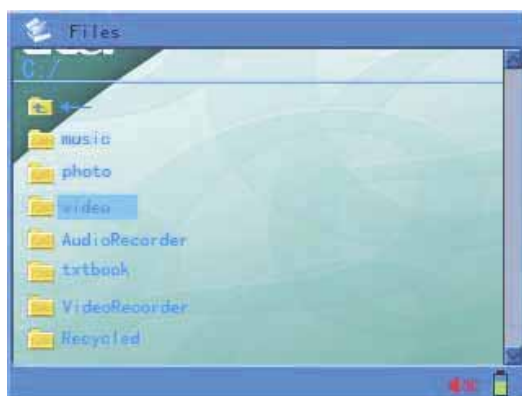 Files
C:/
music
photo
video
AudioRecorder
txtbook
VideoRecorder
Recycled